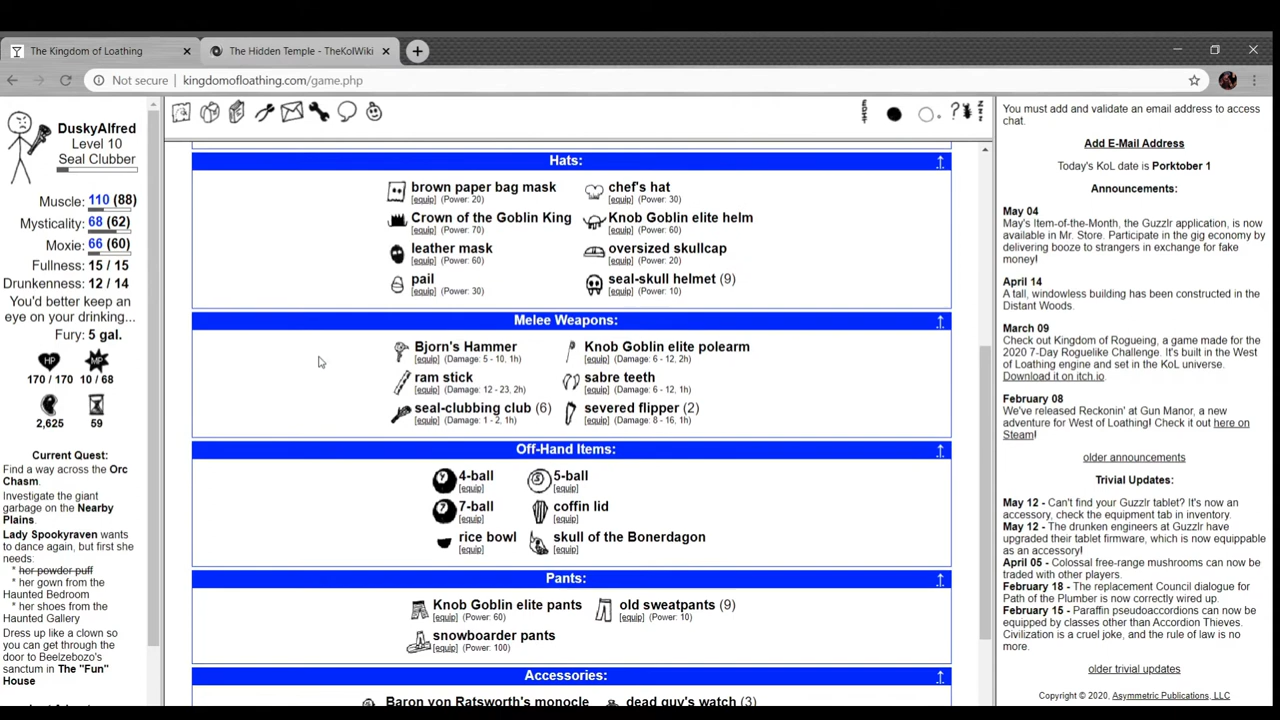 The Kingdom of Loathing
The Hidden Temple - TheKolWiki
Not secure | kingdomofloathing.com/game.php
DuskyAlfred
Level 10
Seal Clubber
Muscle: 110 (88)
Mysticality: 68 (62)
Moxie: 66 (60)
Fullness: 15 / 15
Drunkenness: 12 / 14
You'd better keep an
eye on your drinking...
Fury: 5 gal.
HP
MP
170 / 170
10 / 68
2,625
59
Current Quest:
Find a way across the Orc
Chasm.
Investigate the giant
garbage on the Nearby
Plains.
Lady Spookyraven wants
to dance again, but first she
needs:
* her powder puff
* her gown from the
Haunted Bedroom
* her shoes from the
Haunted Gallery
Dress up like a clown so
you can get through the
door to Beelzebozo's
sanctum in The "Fun"
House
Hats:
brown paper bag mask
[equip] (Power: 20)
chef's hat
[equip] (Power: 30)
Crown of the Goblin King
[equip] (Power: 70)
Knob Goblin elite helm
[equip] (Power: 60)
leather mask
[equip] (Power: 60)
oversized skullcap
[equip] (Power: 20)
pail
[equip] (Power: 30)
seal-skull helmet (9)
[equip] (Power: 10)
Melee Weapons:
Bjorn's Hammer
[equip] (Damage: 5 - 10, 1h)
Knob Goblin elite polearm
[equip] (Damage: 6 - 12, 2h)
ram stick
[equip] (Damage: 12 - 23, 2h)
sabre teeth
[equip] (Damage: 6 - 12, 1h)
seal-clubbing club (6)
[equip] (Damage: 1 - 2, 1h)
severed flipper (2)
[equip] (Damage: 8 - 16, 1h)
Off-Hand Items:
4-ball
[equip]
5-ball
[equip]
7-ball
[equip]
coffin lid
[equip]
rice bowl
[equip]
skull of the Bonerdagon
[equip]
Pants:
Knob Goblin elite pants
[equip] (Power: 60)
old sweatpants (9)
[equip] (Power: 10)
snowboarder pants
[equip] (Power: 100)
Accessories:
Baron von Ratsworth's monocle
dead guy's watch (3)
You must add and validate an email address to access
chat.
Add E-Mail Address
Today's KoL date is Porktober 1
Announcements:
May 04
May's Item-of-the-Month, the Guzzlr application, is now
available in Mr. Store. Participate in the gig economy by
delivering booze to strangers in exchange for fake
money!
April 14
A tall, windowless building has been constructed in the
Distant Woods.
March 09
Check out Kingdom of Rogueing, a game made for the
2020 7-Day Roguelike Challenge. It's built in the West
of Loathing engine and set in the KoL universe.
Download it on itch.io.
February 08
We've released Reckonin' at Gun Manor, a new
adventure for West of Loathing! Check it out here on
Steam!
older announcements
Trivial Updates:
May 12 - Can't find your Guzzlr tablet? It's now an
accessory, check the equipment tab in inventory.
May 12 - The drunken engineers at Guzzlr have
upgraded their tablet firmware, which is now equippable
as an accessory!
April 05 - Colossal free-range mushrooms can now be
traded with other players.
February 18 - The replacement Council dialogue for
Path of the Plumber is now correctly wired up.
February 15 - Paraffin pseudoaccordions can now be
equipped by classes other than Accordion Thieves.
Civilization is a cruel joke, and the rule of law is no
more.
older trivial updates
Copyright © 2020, Asymmetric Publications, LLC